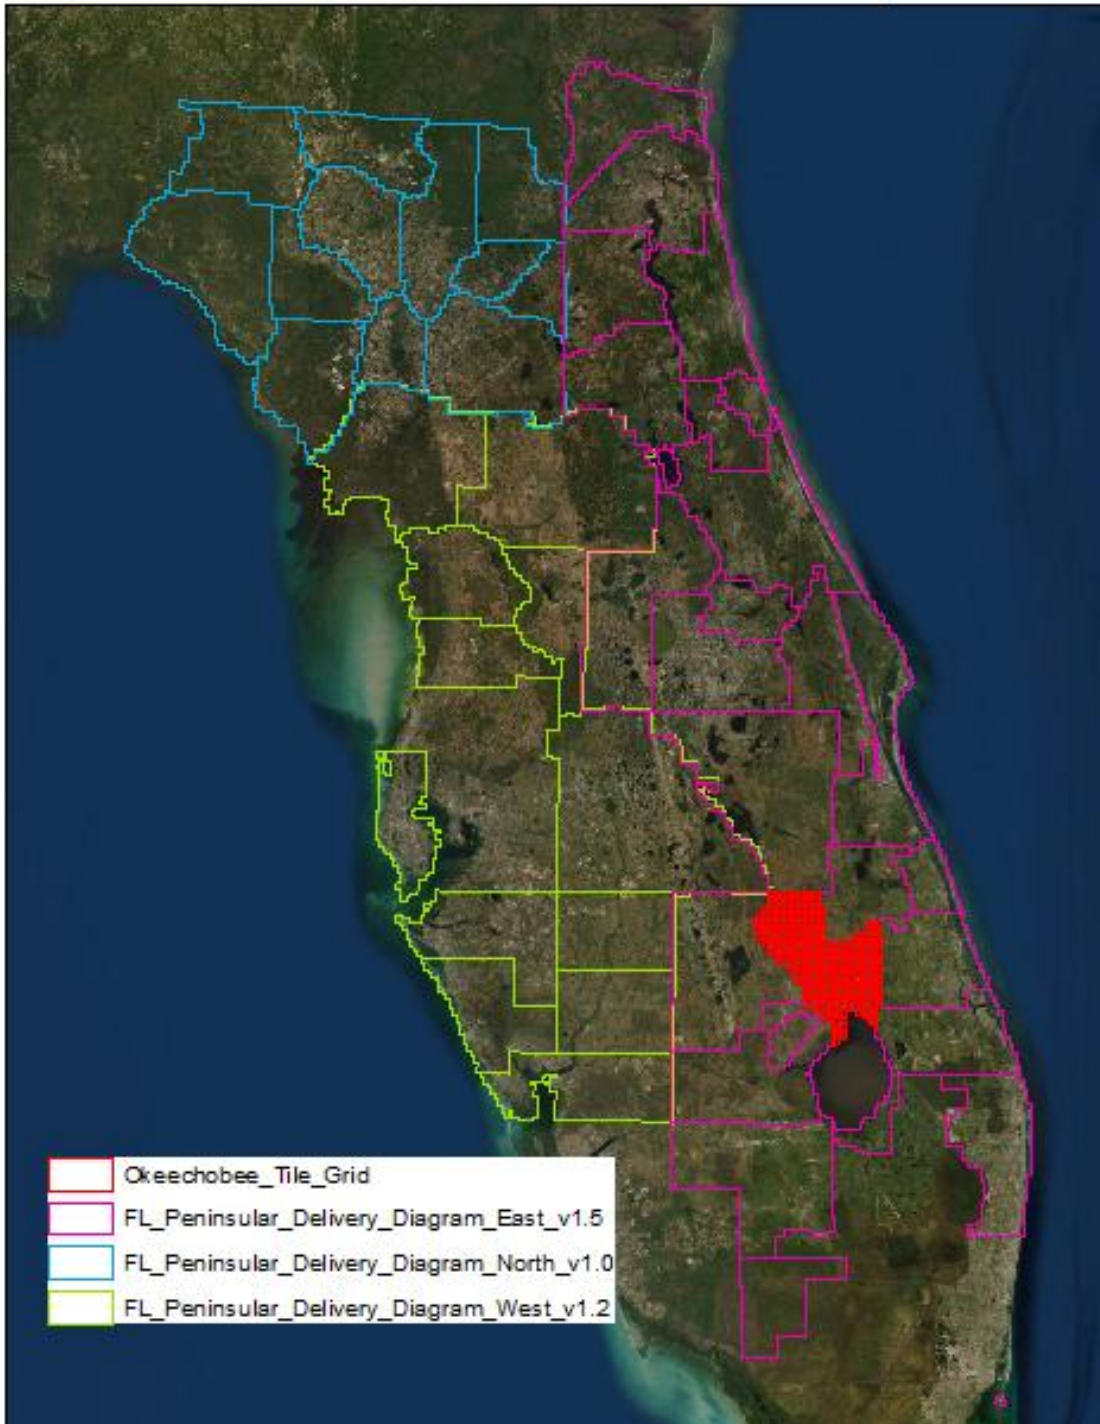 Okeechobee_Tile_Grid
FL_Peninsular_Delivery_Diagram_East_v1.5
FL_Peninsular_Delivery_Diagram_North_v1.0
FL_Peninsular_Delivery_Diagram_West_v1.2